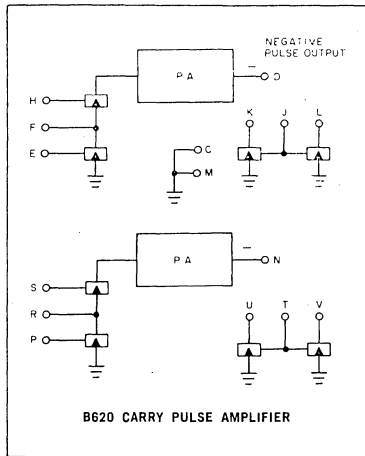 NEGATIVE
PULSE OUTPUT
PA
D
H
K
J
L
F
C
E
M
PA
N
S
U
T
V
R
P
B620 CARRY PULSE AMPLIFIER